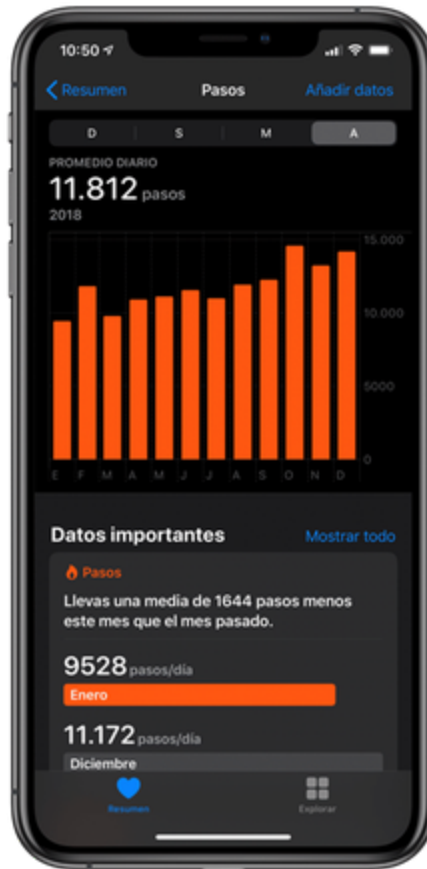 10:50
Resumen
Pasos
Añadir datos
D
S
M
A
PROMEDIO DIARIO
11.812 pasos
2018
15.000
10.000
5000
0
E F M A M J J A S O N D
Datos importantes
Mostrar todo
Pasos
Llevas una media de 1644 pasos menos
este mes que el mes pasado.
9528 pasos/día
Enero
11.172 pasos/día
Diciembre
Resumen
Explorar